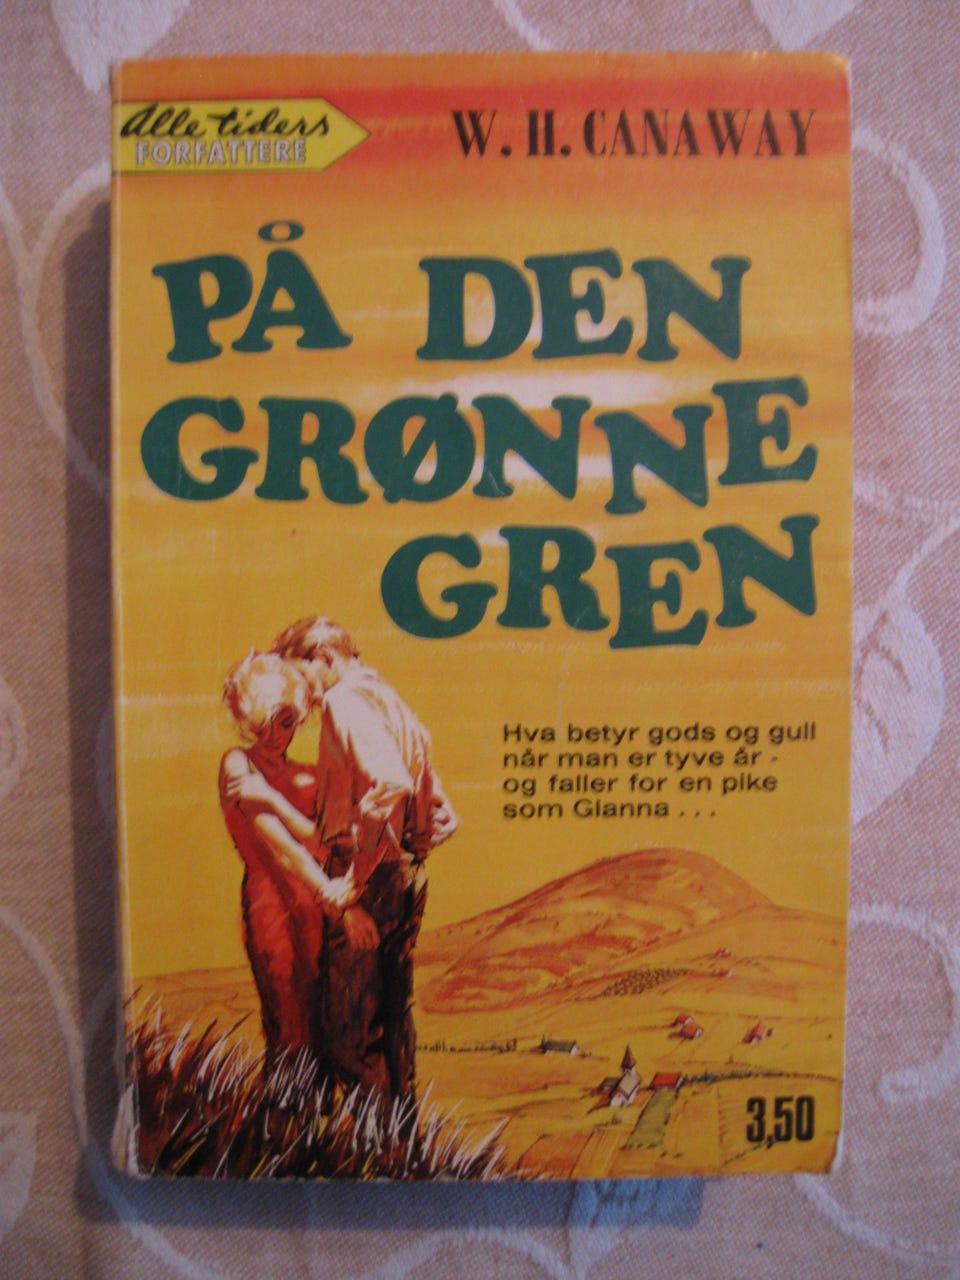 Alle tiders
FORFATTERE
W. H. CANAWAY
PÅ DEN
GRØNNE
GREN
Hva betyr gods og gull
når man er tyve år -
og faller for en pike
som Gianna . . .
3,50